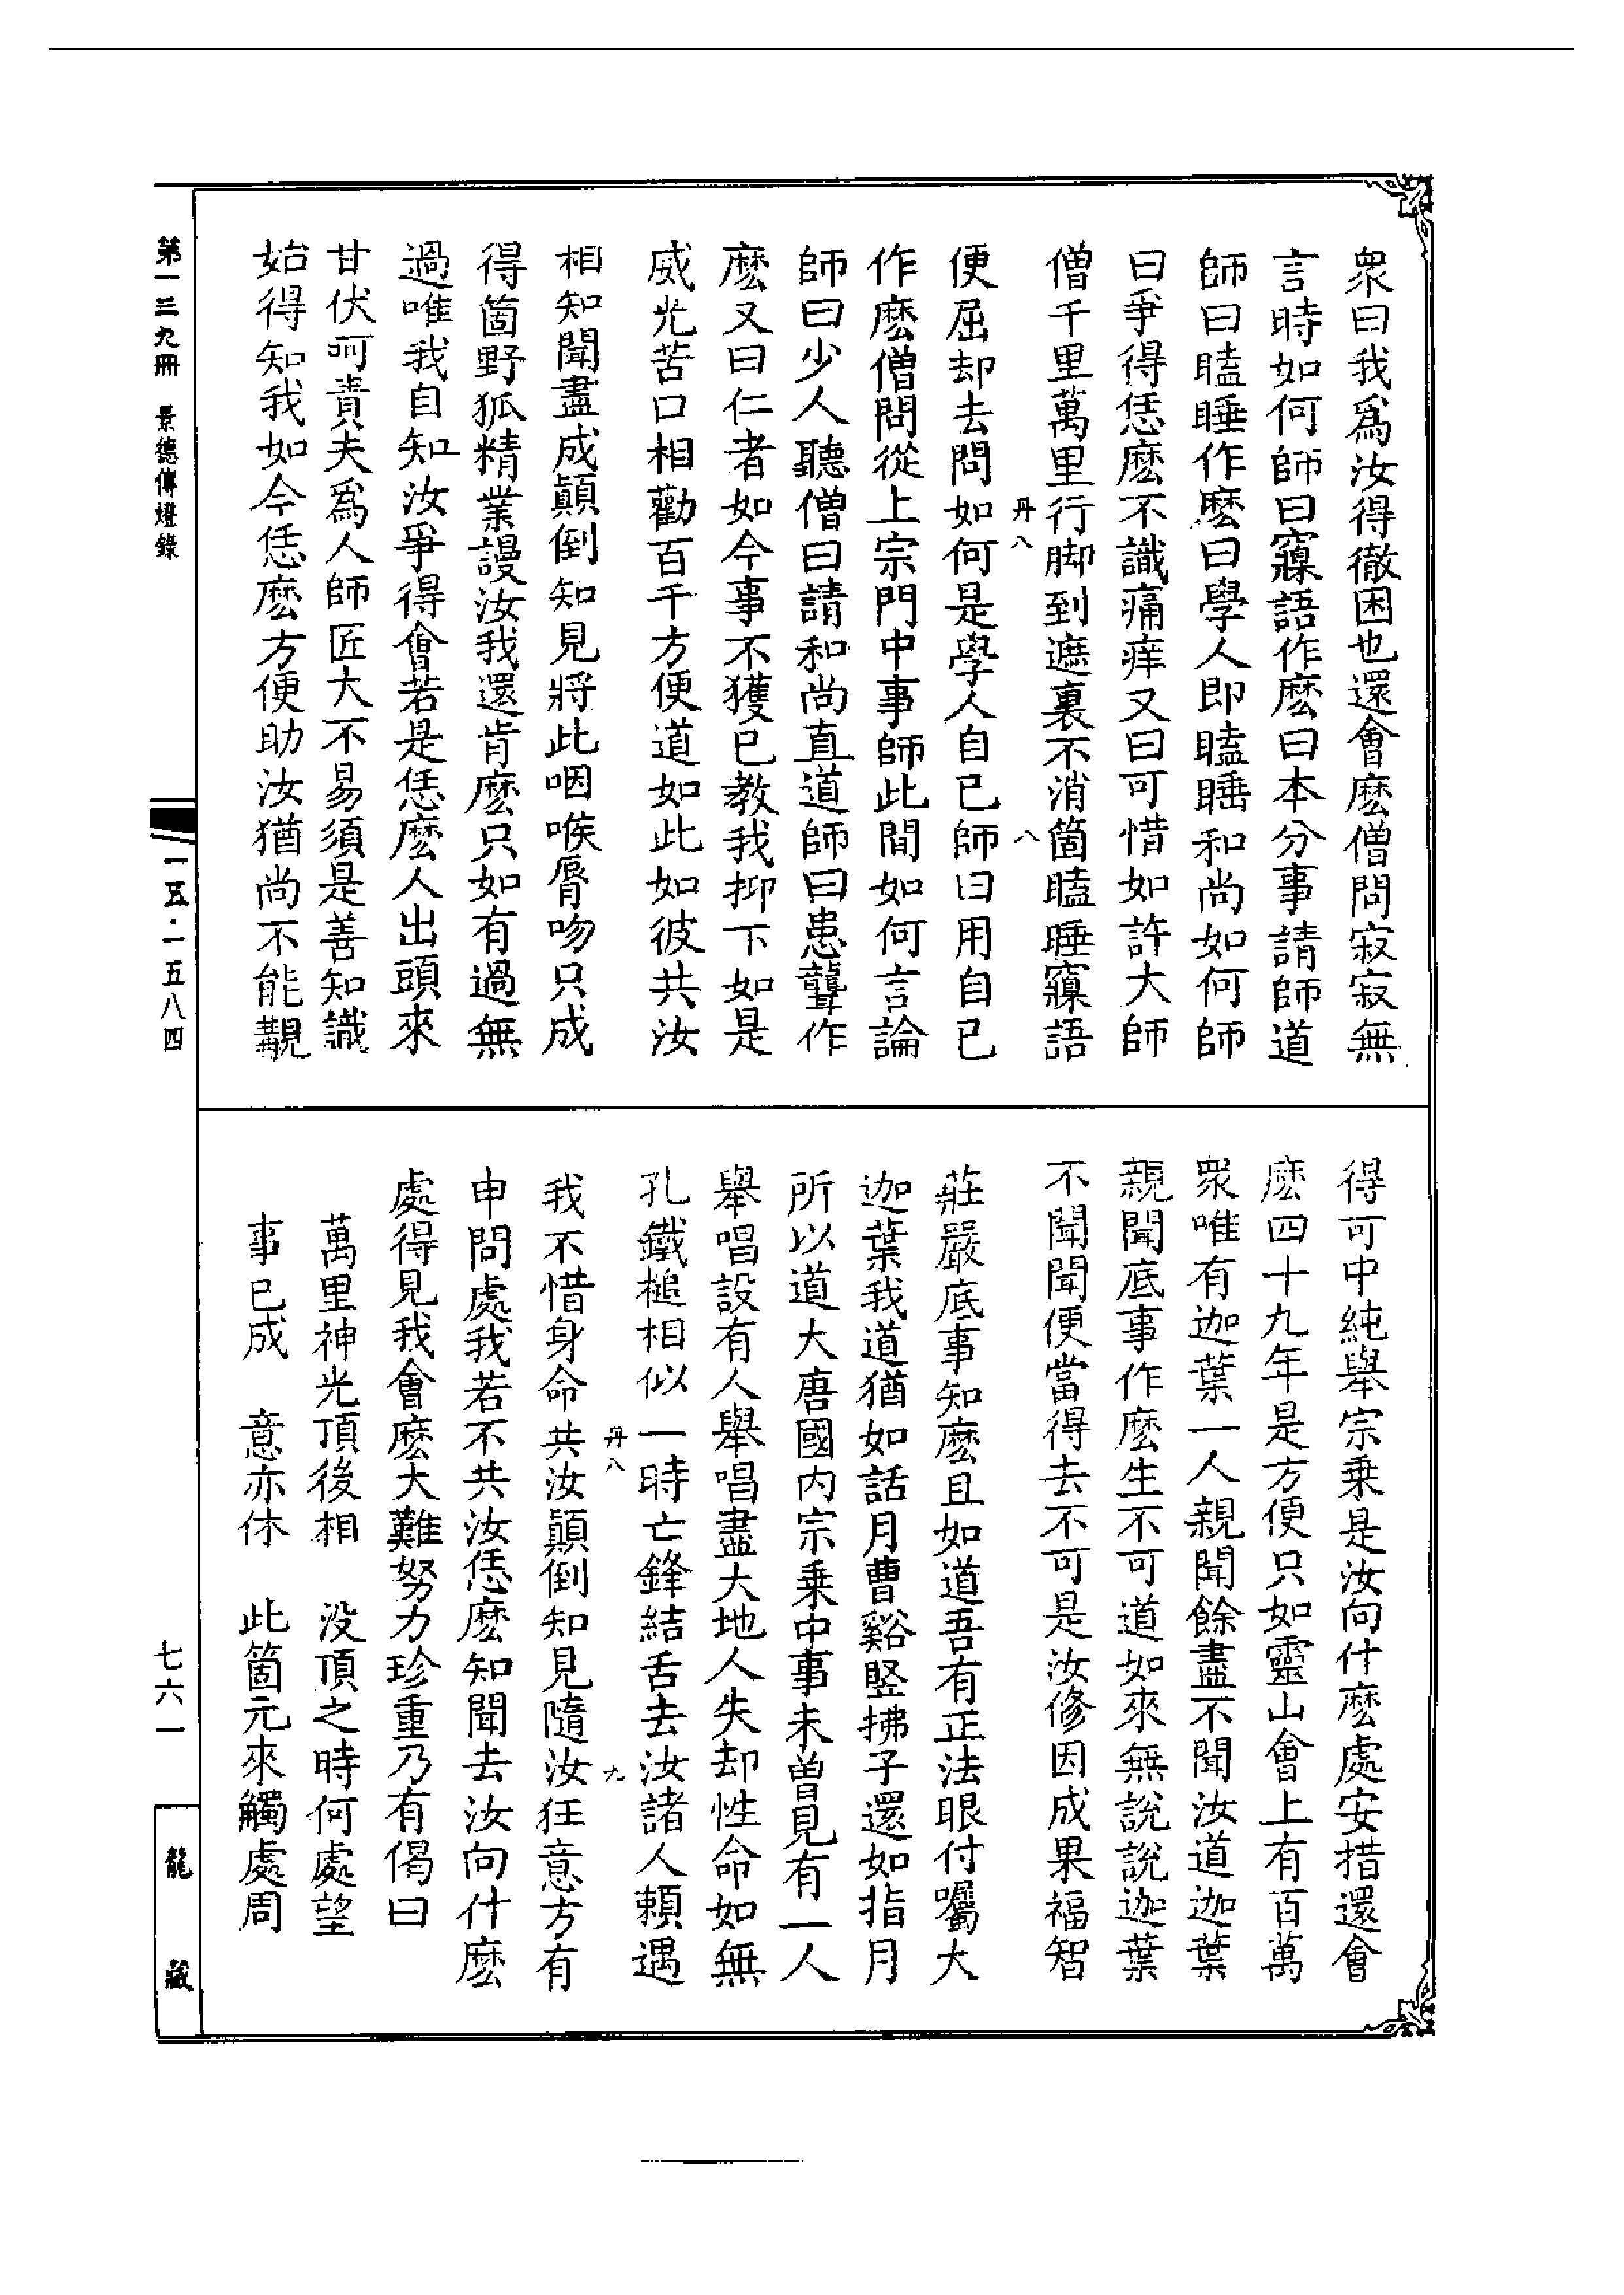 衆曰我爲汝得徹困也還會麽僧問寂寂無
言時如何師曰寱語作麽曰本分事請師道
師曰瞌睡作麽曰學人即瞌睡和尚如何師
曰爭得恁麽不識痛痒又曰可惜如許大師
僧千里萬里行脚到遮裏不消箇瞌睡寱語
丹八
八
便屈却去問如何是學人自已師曰用自已
作麽僧問從上宗門中事師此間如何言論
師曰少人聽僧曰請和尚直道師曰患聾作
麽又曰仁者如今事不獲已教我抑下如是
威光苦口相勸百千方便道如此如彼共汝
相知聞盡成顛倒知見將此咽喉脣吻只成
得箇野狐精業謾汝我還肯麽只如有過無
過唯我自知汝爭得會若是恁麽人出頭來
甘伏呵責夫爲人師匠大不易須是善知識
始得知我如今恁麽方便助汝猶尚不能覯
得可中純舉宗乗是汝向什麽處安措還會
麽四十九年是方便只如靈山會上有百萬
衆唯有迦葉一人親聞餘盡不聞汝道迦葉
親聞底事作麽生不可道如來無說說迦葉
不聞聞便當得去不可是汝修因成果福智
莊嚴底事知麽且如道吾有正法眼付囑大
迦葉我道猶如話月曹谿竪拂子還如指月
所以道大唐國内宗乗中事未曽見有一人
舉唱設有人舉唱盡大地人失却性命如無
孔鐵槌相似一時亡鋒結舌去汝諸人賴遇
丹八
九
我不惜身命共汝顛倒知見隨汝狂意方有
申問處我若不共汝恁麽知聞去汝向什麽
處得見我會麽大難努力珍重乃有偈曰
萬里神光頂後相　没頂之時何處望
事已成　意亦休　此箇元來觸處周
第一三九冊　景德傳燈錄
一五·一五八四
七六一
龍藏